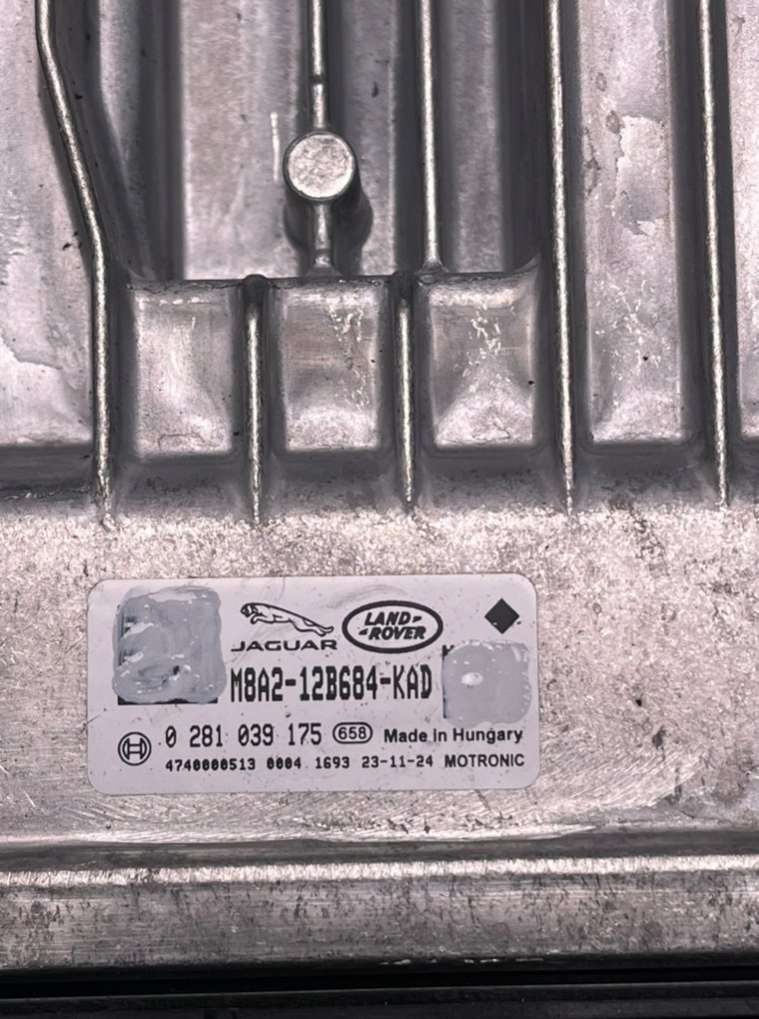 JAGUAR
LAND-
-ROVER
M8A2-12B684-KAD
0 281 039 175 658 Made in Hungary
4740000513 0004 1693 23-11-24 MOTRONIC